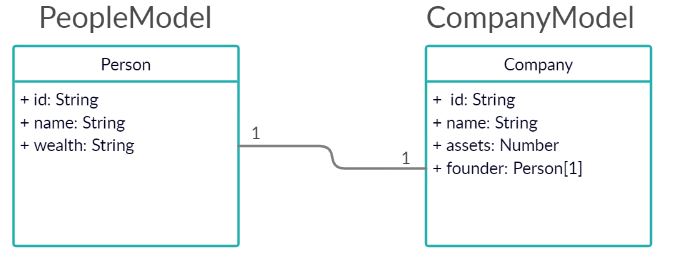 PeopleModel
CompanyModel
Person
+ id: String
+ name: String
+ wealth: String
1
1
Company
+ id: String
+ name: String
+ assets: Number
+ founder: Person[1]